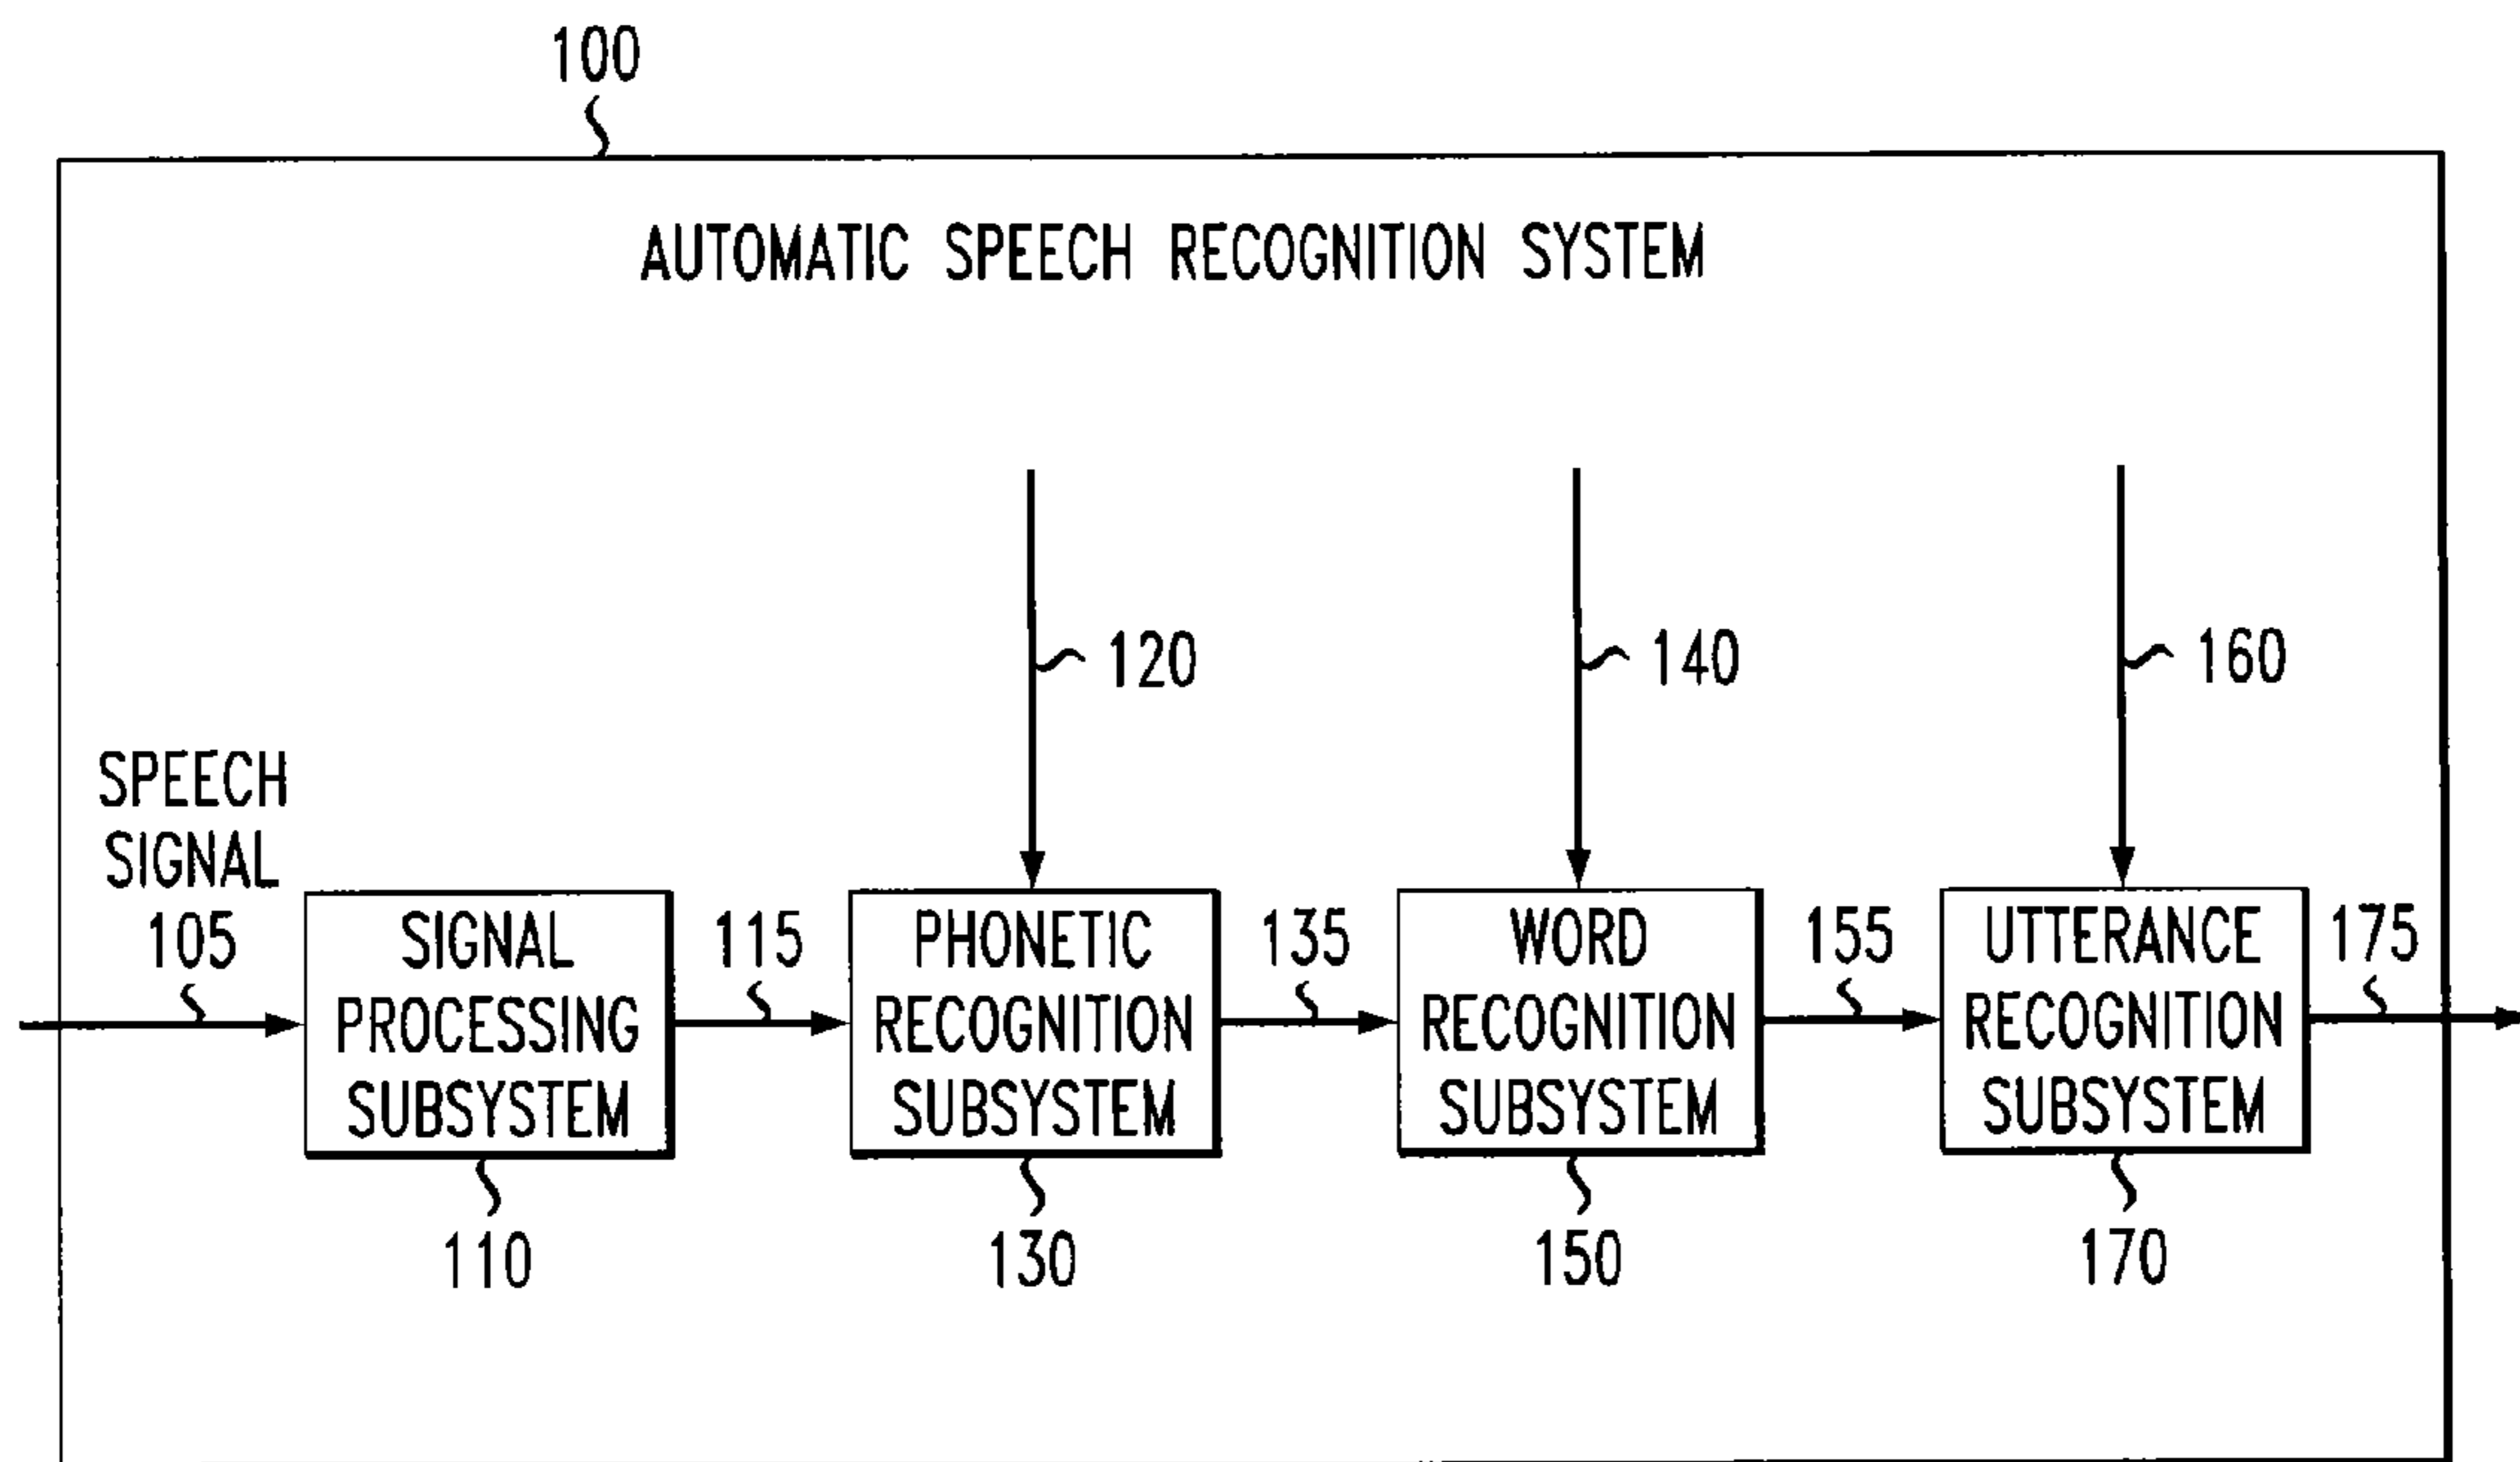 100
AUTOMATIC SPEECH RECOGNITION SYSTEM
120
140
160
SPEECH
SIGNAL
105
SIGNAL
PROCESSING
SUBSYSTEM
115
PHONETIC
RECOGNITION
SUBSYSTEM
135
WORD
RECOGNITION
SUBSYSTEM
155
UTTERANCE
RECOGNITION
SUBSYSTEM
175
110
130
150
170